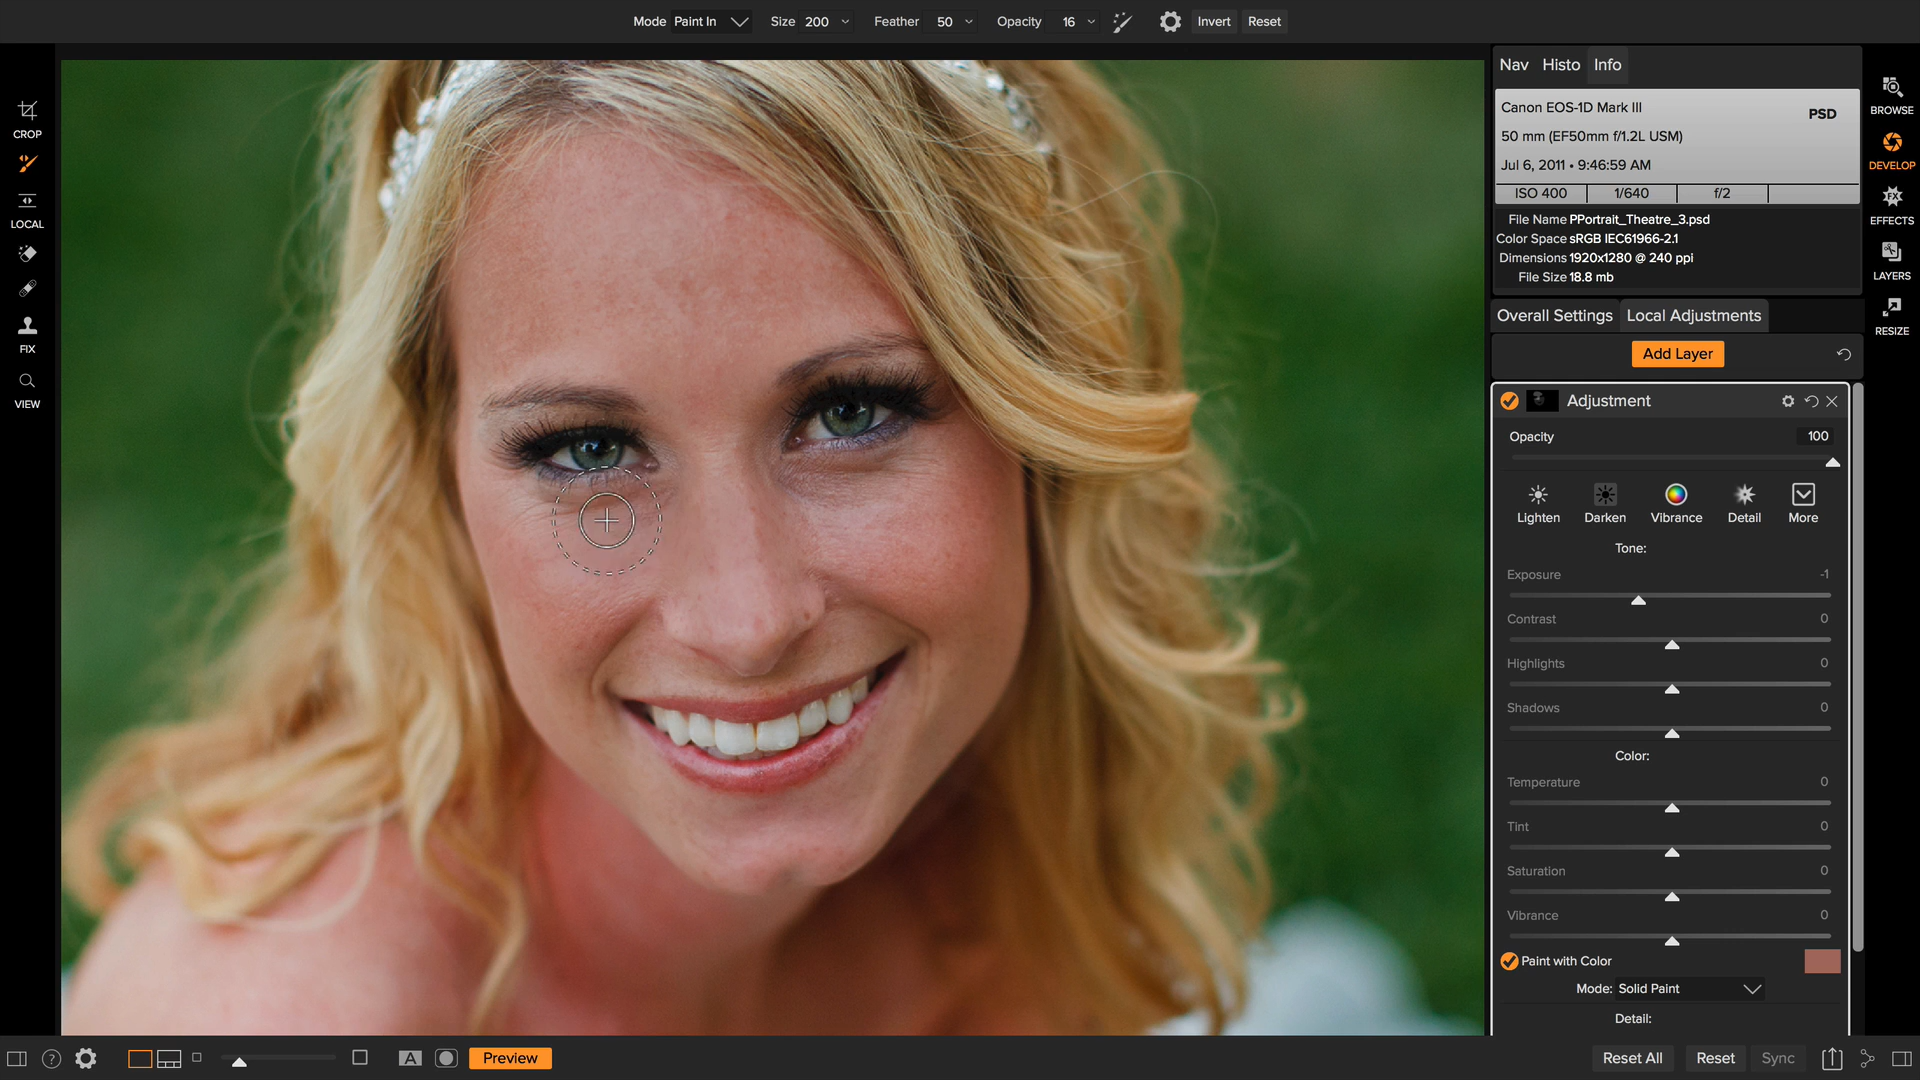 Mode Paint In Size 200 Feather 50 Opacity 16 Invert Reset
CROP
LOCAL
FIX
VIEW
Nav Histo Info
Canon EOS-1D Mark III PSD
50 mm (EF50mm f/1.2L USM)
Jul 6, 2011 • 9:46:59 AM
ISO 400 1/640 f/2
File Name PPortrait_Theatre_3.psd
Color Space sRGB IEC61966-2.1
Dimensions 1920x1280 @ 240 ppi
File Size 18.8 mb
Overall Settings Local Adjustments
Add Layer
Adjustment
Opacity 100
Lighten Darken Vibrance Detail More
Tone:
Exposure -1
Contrast 0
Highlights 0
Shadows 0
Color:
Temperature 0
Tint 0
Saturation 0
Vibrance 0
Paint with Color
Mode: Solid Paint
Detail:
BROWSE
DEVELOP
FX
EFFECTS
LAYERS
RESIZE
? A Preview Reset All Reset Sync